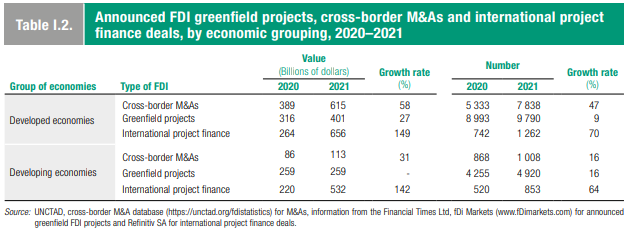 Table I.2.
Announced FDI greenfield projects, cross-border M&As and international project
finance deals, by economic grouping, 2020–2021
Value
(Billions of dollars) Growth rate Number Growth rate
Group of economies Type of FDI 2020 2021 (%) 2020 2021 (%)
Developed economies
Cross-border M&As 389 615 58 5 333 7 838 47
Greenfield projects 316 401 27 8 993 9 790 9
International project finance 264 656 149 742 1 262 70
Developing economies
Cross-border M&As 86 113 31 868 1 008 16
Greenfield projects 259 259 - 4 255 4 920 16
International project finance 220 532 142 520 853 64
Source: UNCTAD, cross-border M&A database (https://unctad.org/fdistatistics) for M&As, information from the Financial Times Ltd, fDi Markets (www.fDimarkets.com) for announced
greenfield FDI projects and Refinitiv SA for international project finance deals.